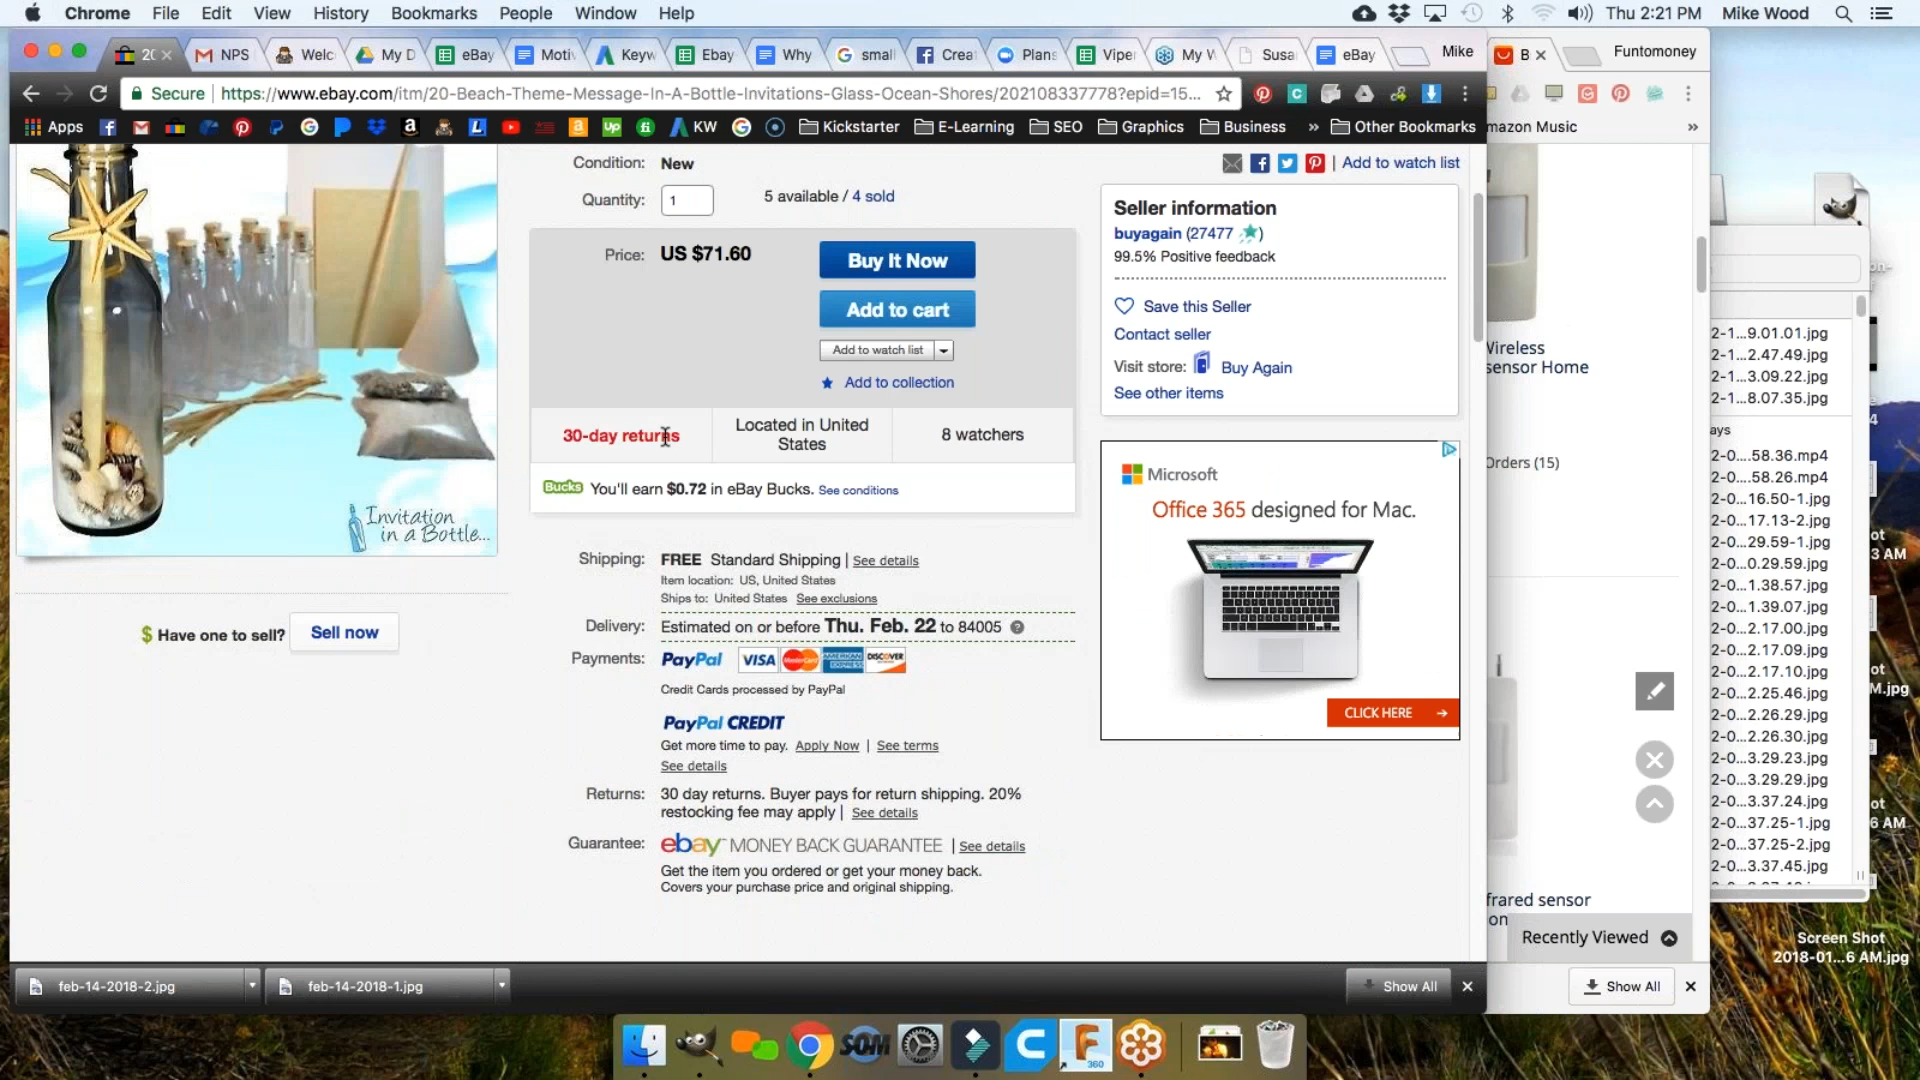 Chrome File Edit View History Bookmarks People Window Help Thu 2:21 PM Mike Wood
NPS Welc My D eBay Motiv Keyw Ebay Why small Crea Plans Viper My Susa eBay Mike
B Funtomoney
Secure https://www.ebay.com/itm/20-Beach-Theme-Message-In-A-Bottle-Invitations-Glass-Ocean-Shores/202108337778?epid=15...
Apps KW Kickstarter E-Learning SEO Graphics Business » Other Bookmarks
mazon Music »
Condition: New
Add to watch list
Quantity: 1 5 available / 4 sold
Price: US $71.60
Buy It Now
Add to cart
Add to watch list
Add to collection
30-day returns
Located in United States
8 watchers
Bucks You'll earn $0.72 in eBay Bucks. See conditions
Invitation
in a Bottle...
$ Have one to sell? Sell now
Shipping: FREE Standard Shipping | See details
Item location: US, United States
Ships to: United States See exclusions
Delivery: Estimated on or before Thu. Feb. 22 to 84005
Payments: PayPal VISA MasterCard AMERICAN EXPRESS DISCOVER
Credit Cards processed by PayPal
PayPal CREDIT
Get more time to pay. Apply Now | See terms
See details
Returns: 30 day returns. Buyer pays for return shipping. 20%
restocking fee may apply | See details
Guarantee: ebay MONEY BACK GUARANTEE | See details
Get the item you ordered or get your money back.
Covers your purchase price and original shipping.
Seller information
buyagain (27477)
99.5% Positive feedback
Save this Seller
Contact seller
Visit store: Buy Again
See other items
Microsoft
Office 365 designed for Mac.
CLICK HERE →
Wireless
sensor Home
Orders (15)
frared sensor
on
Recently Viewed
2-1...9.01.01.jpg
2-1...2.47.49.jpg
2-1...3.09.22.jpg
2-1...8.07.35.jpg
ays
2-0....58.36.mp4
2-0....58.26.mp4
2-0...16.50-1.jpg
2-0...17.13-2.jpg
2-0...29.59-1.jpg
2-0...0.29.59.jpg
2-0...1.38.57.jpg
2-0...1.39.07.jpg
2-0...2.17.00.jpg
2-0...2.17.09.jpg
2-0...2.17.10.jpg
2-0...2.25.46.jpg
2-0...2.26.29.jpg
2-0...2.26.30.jpg
2-0...3.29.23.jpg
2-0...3.29.29.jpg
2-0...3.37.24.jpg
2-0...37.25-1.jpg
2-0...37.25-2.jpg
2-0...3.37.45.jpg
ot
3 AM
ot
M.jpg
ot
6 AM
Screen Shot
2018-01...6 AM.jpg
feb-14-2018-2.jpg feb-14-2018-1.jpg Show All
Show All
SOM
360